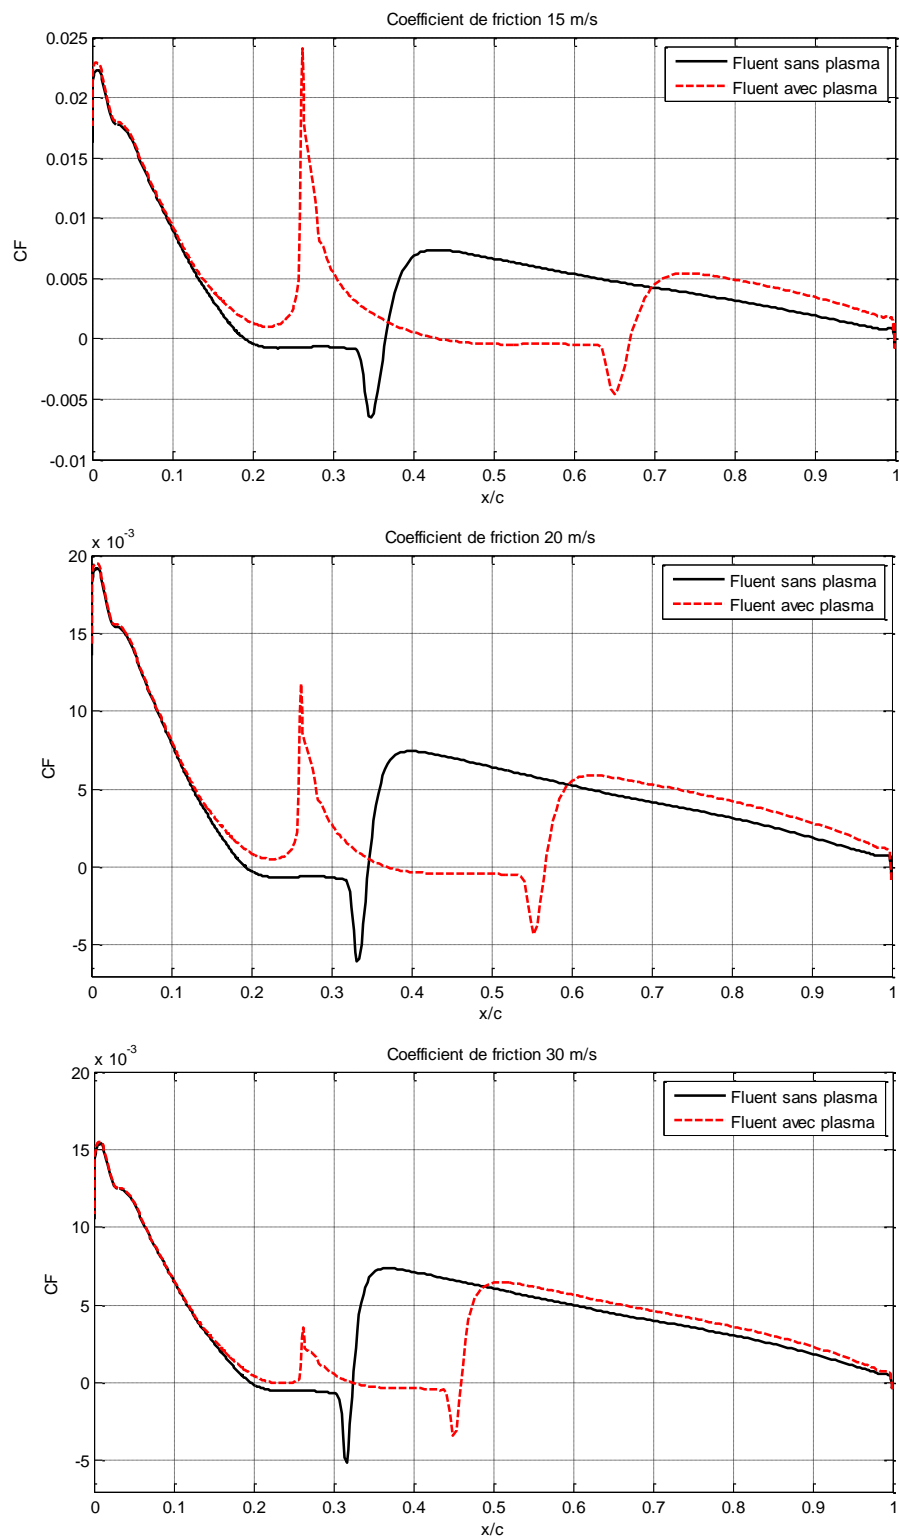 Coefficient de friction 15 m/s
0.025
0.02
0.015
0.01
0.005
0
-0.005
-0.01
CF
Fluent sans plasma
Fluent avec plasma
0 0.1 0.2 0.3 0.4 0.5 0.6 0.7 0.8 0.9 1
x/c
x 10⁻³
Coefficient de friction 20 m/s
20
15
10
5
0
-5
CF
Fluent sans plasma
Fluent avec plasma
0 0.1 0.2 0.3 0.4 0.5 0.6 0.7 0.8 0.9 1
x/c
x 10⁻³
Coefficient de friction 30 m/s
20
15
10
5
0
-5
CF
Fluent sans plasma
Fluent avec plasma
0 0.1 0.2 0.3 0.4 0.5 0.6 0.7 0.8 0.9 1
x/c